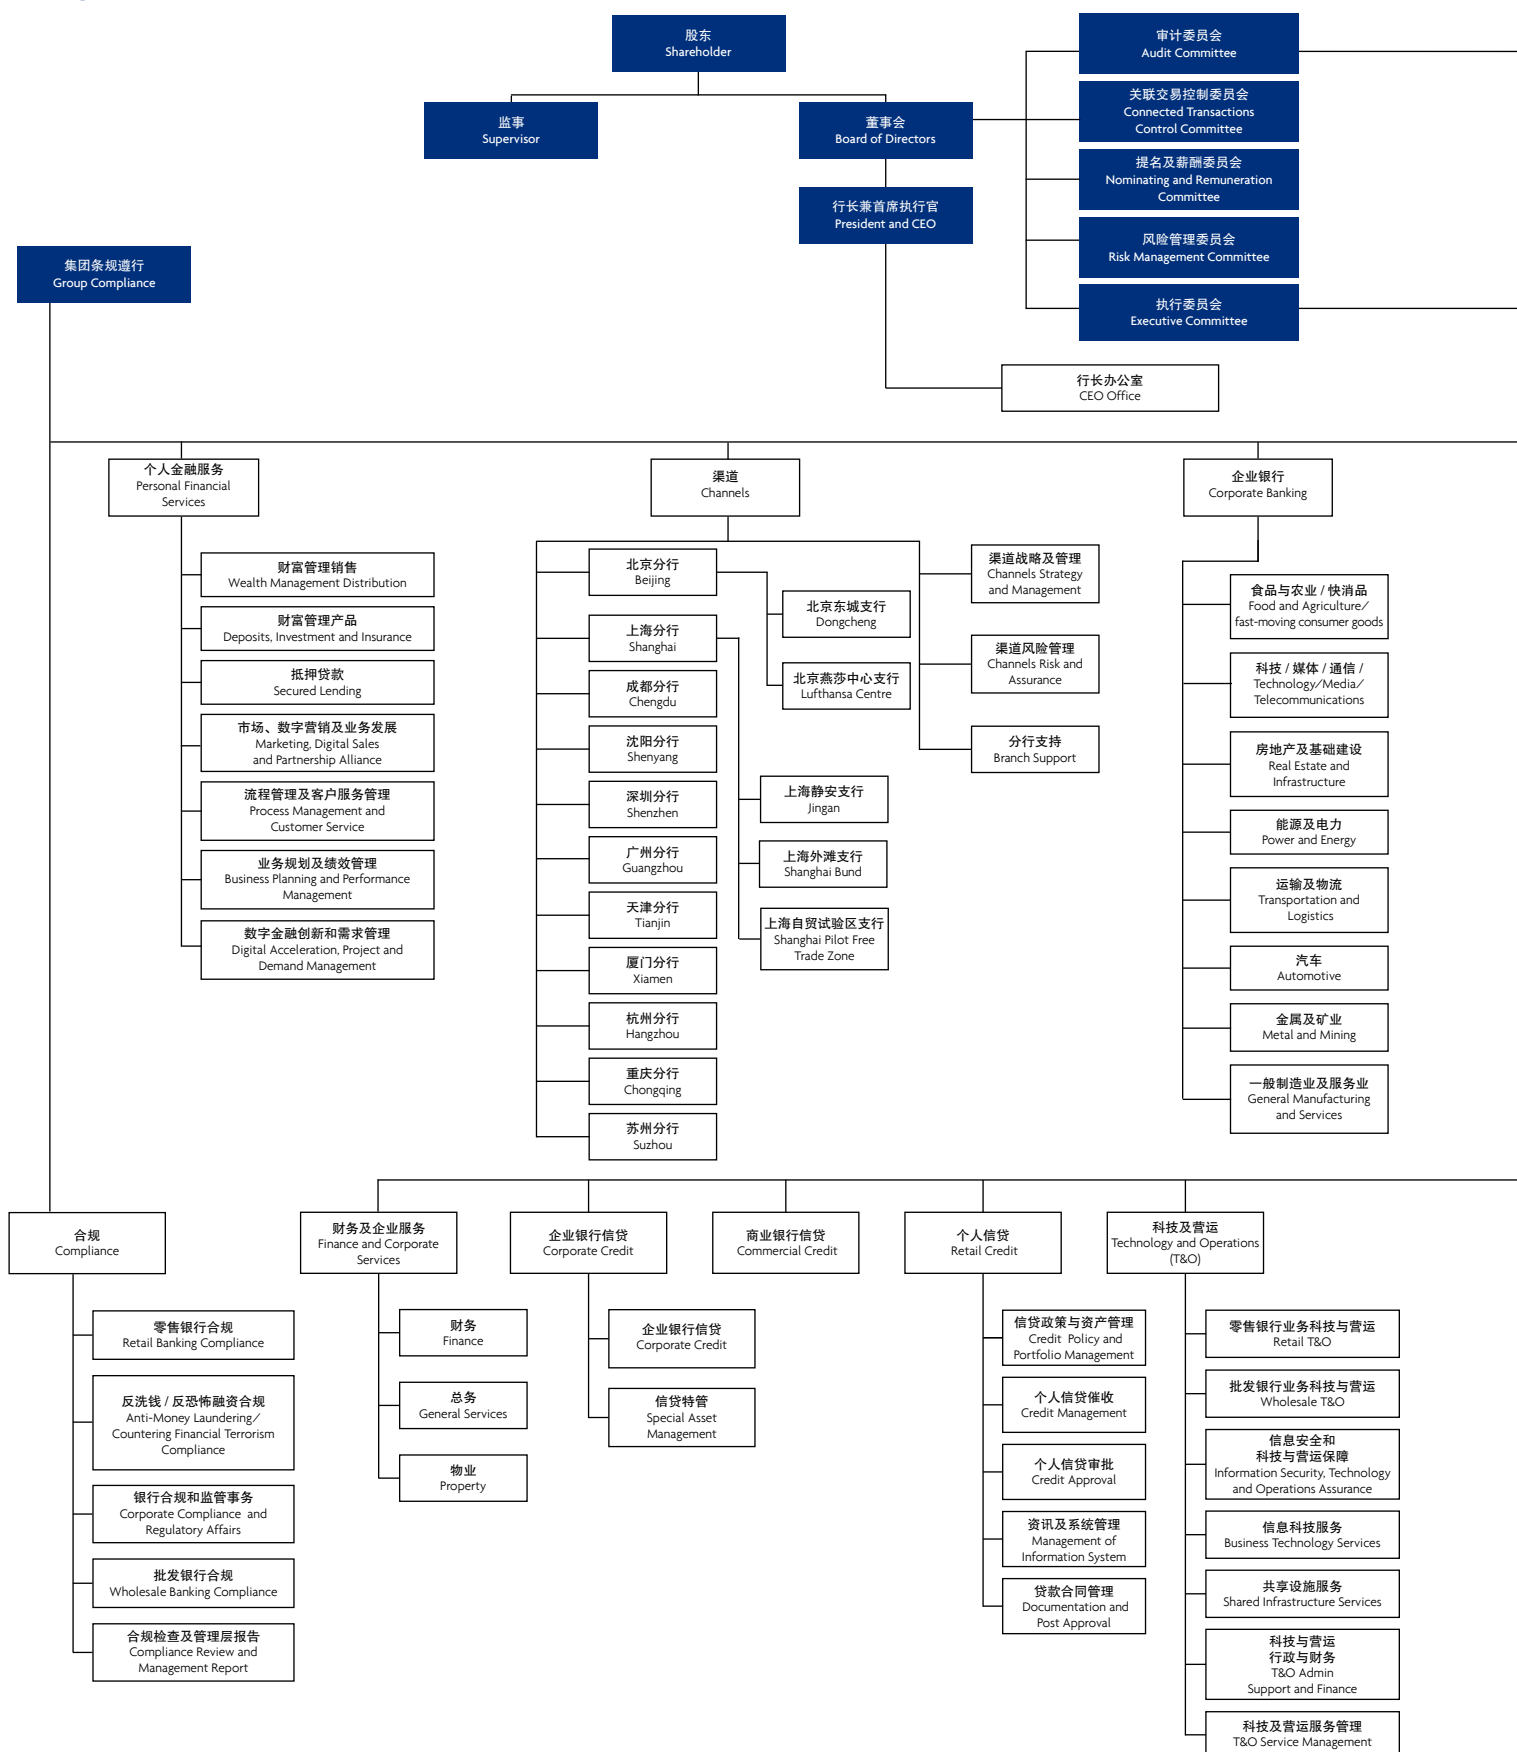 股东
Shareholder
监事
Supervisor
董事会
Board of Directors
行长兼首席执行官
President and CEO
审计委员会
Audit Committee
关联交易控制委员会
Connected Transactions
Control Committee
提名及薪酬委员会
Nominating and Remuneration
Committee
风险管理委员会
Risk Management Committee
执行委员会
Executive Committee
集团条规遵行
Group Compliance
行长办公室
CEO Office
个人金融服务
Personal Financial
Services
财富管理销售
Wealth Management Distribution
财富管理产品
Deposits, Investment and Insurance
抵押贷款
Secured Lending
市场、数字营销及业务发展
Marketing, Digital Sales
and Partnership Alliance
流程管理及客户服务管理
Process Management and
Customer Service
业务规划及绩效管理
Business Planning and Performance
Management
数字金融创新和需求管理
Digital Acceleration, Project and
Demand Management
渠道
Channels
北京分行
Beijing
上海分行
Shanghai
成都分行
Chengdu
沈阳分行
Shenyang
深圳分行
Shenzhen
广州分行
Guangzhou
天津分行
Tianjin
厦门分行
Xiamen
杭州分行
Hangzhou
重庆分行
Chongqing
苏州分行
Suzhou
北京东城支行
Dongcheng
北京燕莎中心支行
Lufthansa Centre
上海静安支行
Jingan
上海外滩支行
Shanghai Bund
上海自贸试验区支行
Shanghai Pilot Free
Trade Zone
渠道战略及管理
Channels Strategy
and Management
渠道风险管理
Channels Risk and
Assurance
分行支持
Branch Support
企业银行
Corporate Banking
食品与农业 / 快消品
Food and Agriculture/
fast-moving consumer goods
科技 / 媒体 / 通信 /
Technology/Media/
Telecommunications
房地产及基础建设
Real Estate and
Infrastructure
能源及电力
Power and Energy
运输及物流
Transportation and
Logistics
汽车
Automotive
金属及矿业
Metal and Mining
一般制造业及服务业
General Manufacturing
and Services
合规
Compliance
零售银行合规
Retail Banking Compliance
反洗钱 / 反恐怖融资合规
Anti-Money Laundering/
Countering Financial Terrorism
Compliance
银行合规和监管事务
Corporate Compliance and
Regulatory Affairs
批发银行合规
Wholesale Banking Compliance
合规检查及管理层报告
Compliance Review and
Management Report
财务及企业服务
Finance and Corporate
Services
财务
Finance
总务
General Services
物业
Property
企业银行信贷
Corporate Credit
企业银行信贷
Corporate Credit
信贷特管
Special Asset
Management
商业银行信贷
Commercial Credit
个人信贷
Retail Credit
信贷政策与资产管理
Credit Policy and
Portfolio Management
个人信贷催收
Credit Management
个人信贷审批
Credit Approval
资讯及系统管理
Management of
Information System
贷款合同管理
Documentation and
Post Approval
科技及营运
Technology and Operations
(T&O)
零售银行业务科技与营运
Retail T&O
批发银行业务科技与营运
Wholesale T&O
信息安全和
科技与营运保障
Information Security, Technology
and Operations Assurance
信息科技服务
Business Technology Services
共享设施服务
Shared Infrastructure Services
科技与营运
行政与财务
T&O Admin
Support and Finance
科技及营运服务管理
T&O Service Management